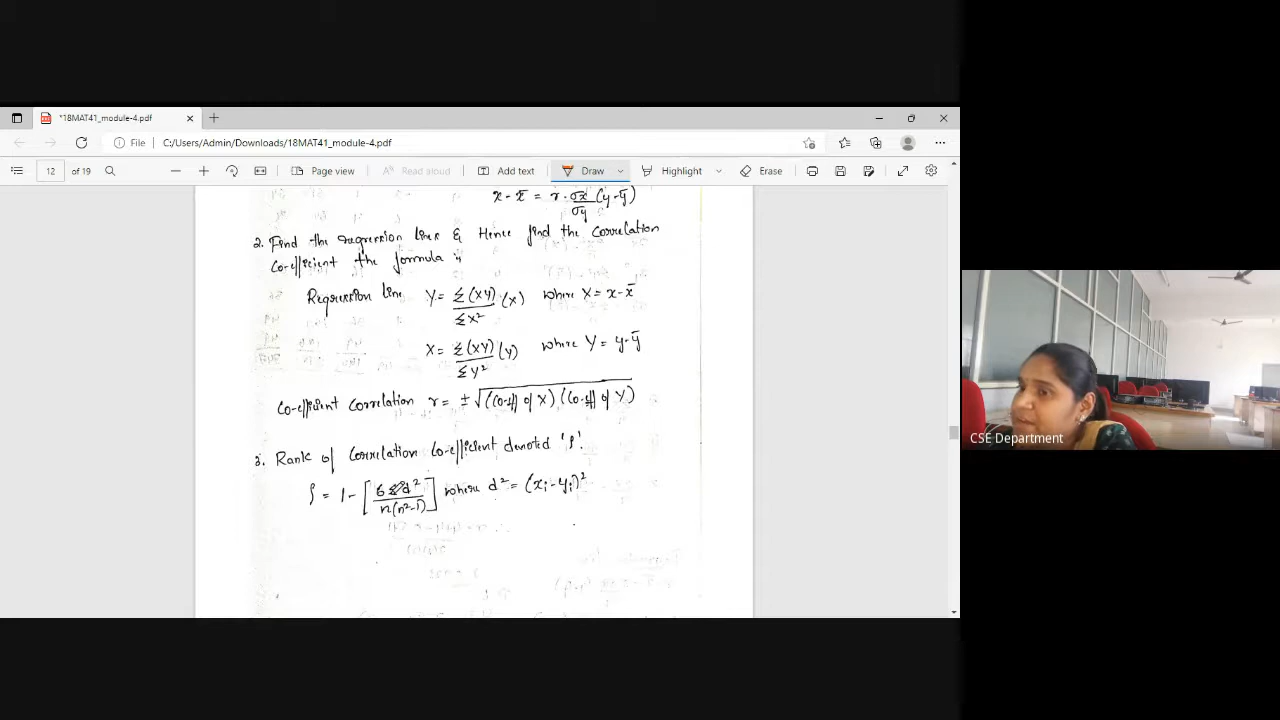 *18MAT41_module-4.pdf
File C:/Users/Admin/Downloads/18MAT41_module-4.pdf
12 of 19 Page view Read aloud Add text Draw Highlight Erase
x - x̄ = r · σx/σy (y - ȳ)
2. Find the regression lines & Hence find the Correlation
Co-efficient the formula is
Regression line Y = Σ(XY)/ΣX² (X) where X = x - x̄
X = Σ(XY)/ΣY² (Y) where Y = y - ȳ
Co-efficient Correlation r = ±√((Co-eff of X) (Co-eff of Y))
3. Rank of Correlation Co-efficient denoted 'ρ'.
ρ = 1 - [6Σd²/n(n²-1)] where d² = (xi - yi)²
CSE Department